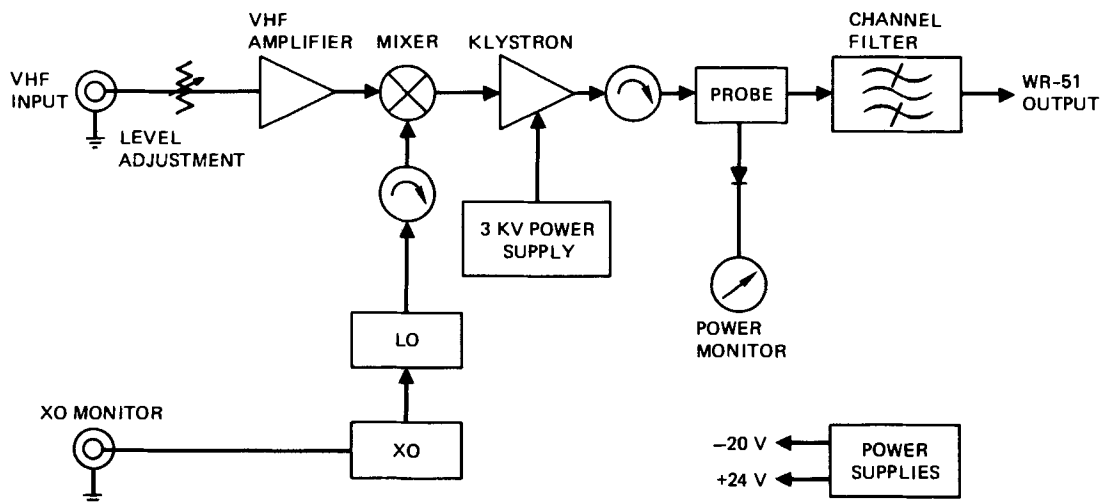 VHF
AMPLIFIER
MIXER
KLYSTRON
CHANNEL
FILTER
VHF
INPUT
LEVEL
ADJUSTMENT
PROBE
WR-51
OUTPUT
3 KV POWER
SUPPLY
POWER
MONITOR
LO
XO MONITOR
XO
–20 V
+24 V
POWER
SUPPLIES